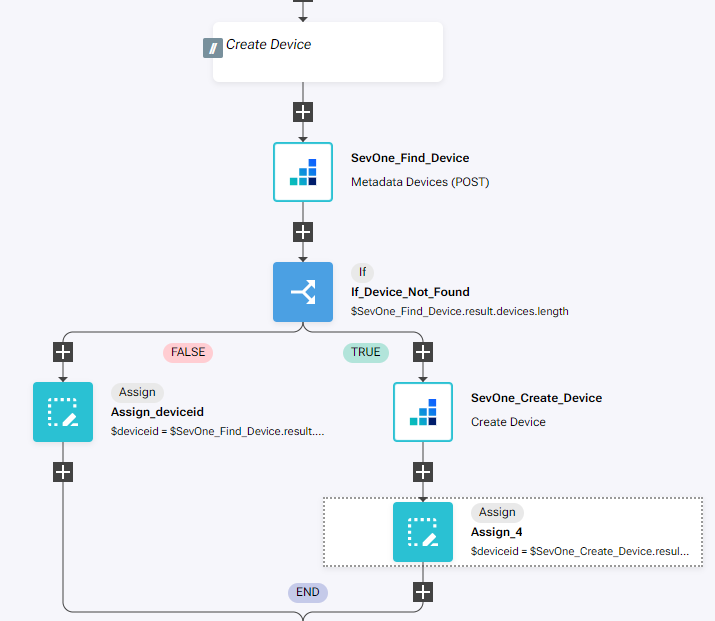 Create Device
SevOne_Find_Device
Metadata Devices (POST)
If
If_Device_Not_Found
$SevOne_Find_Device.result.devices.length
FALSE
TRUE
Assign
Assign_deviceid
$deviceid = $SevOne_Find_Device.result....
SevOne_Create_Device
Create Device
Assign
Assign_4
$deviceid = $SevOne_Create_Device.resul...
END